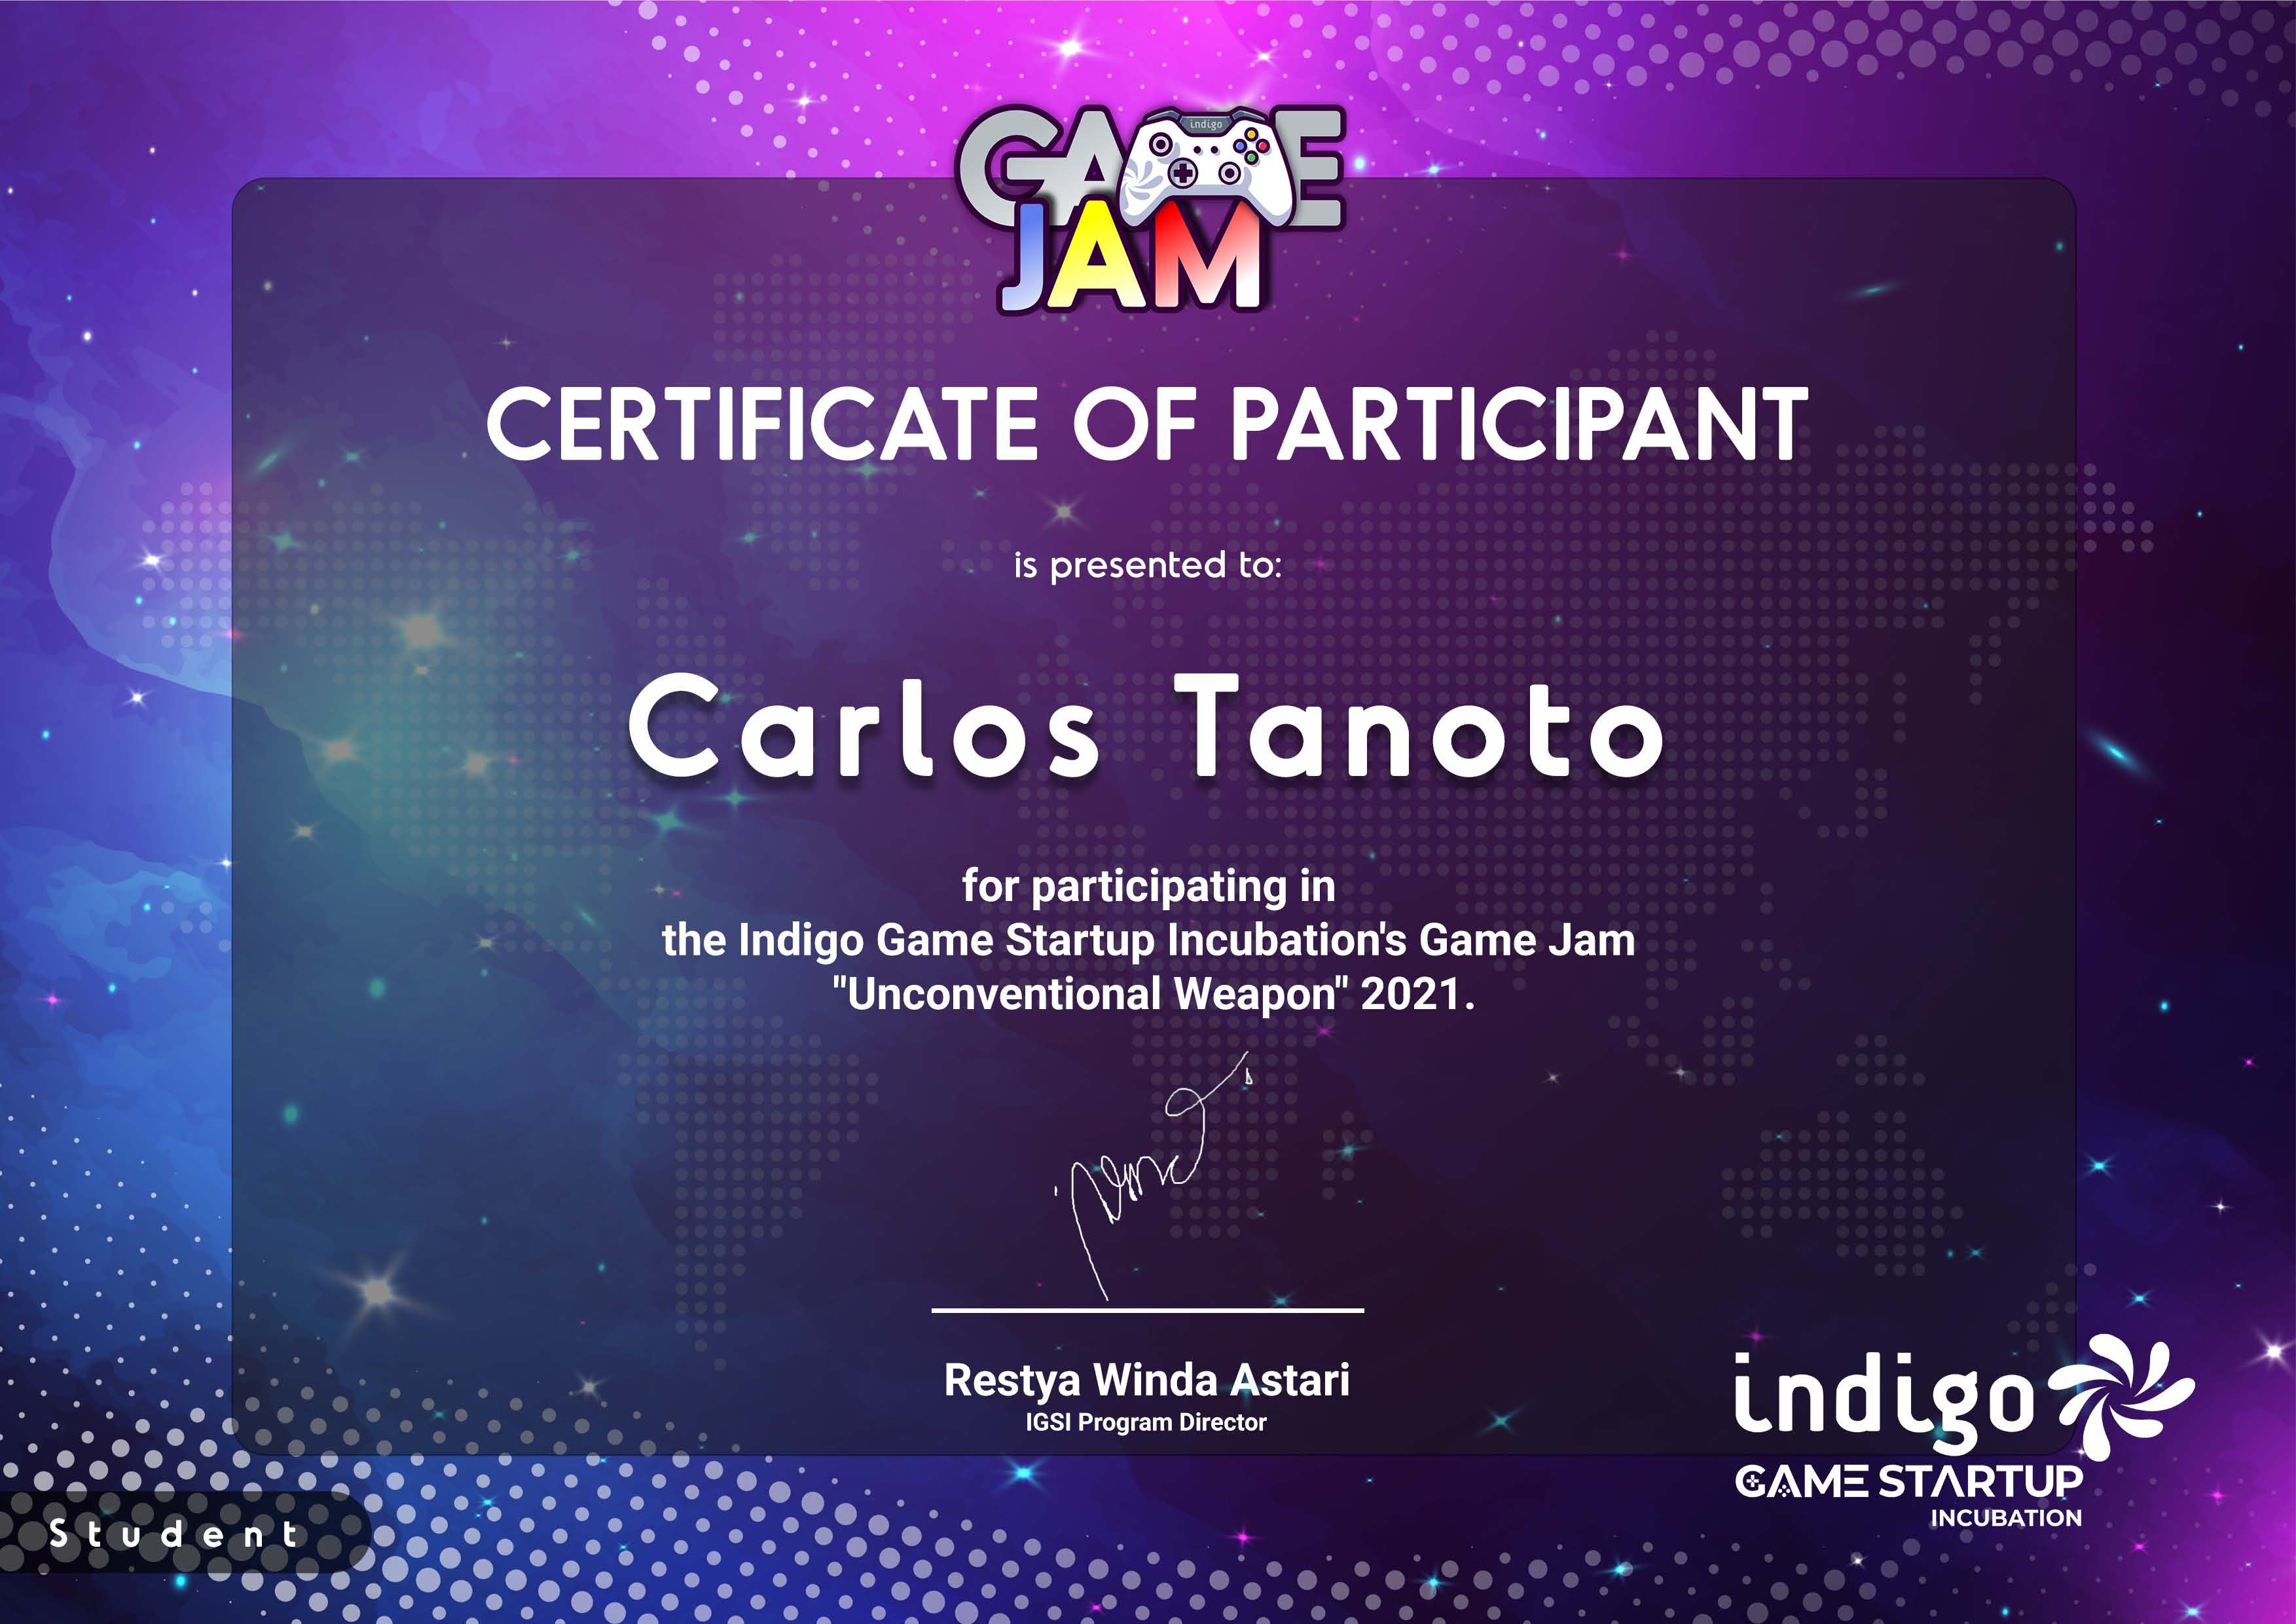 GAME
indigo
JAM
CERTIFICATE OF PARTICIPANT
is presented to:
Carlos Tanoto
for participating in
the Indigo Game Startup Incubation's Game Jam
"Unconventional Weapon" 2021.
Restya Winda Astari
IGSI Program Director
indigo
GAME STARTUP
INCUBATION
Student